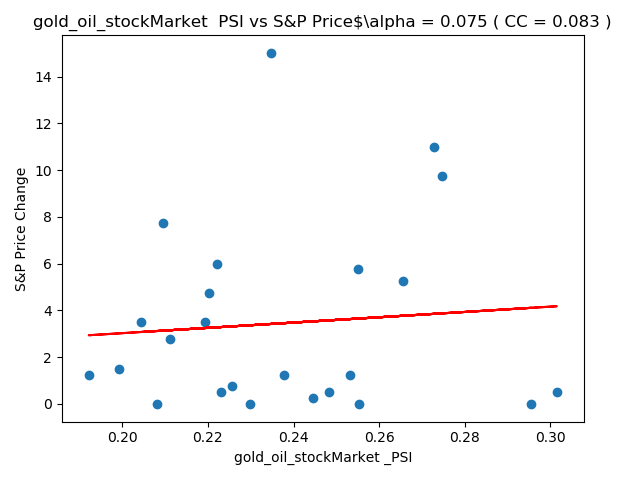 gold_oil_stockMarket  PSI vs S&P Price$\alpha = 0.075 ( CC = 0.083 )
14
12
10
8
6
4
2
0
S&P Price Change
0.20 0.22 0.24 0.26 0.28 0.30
gold_oil_stockMarket _PSI